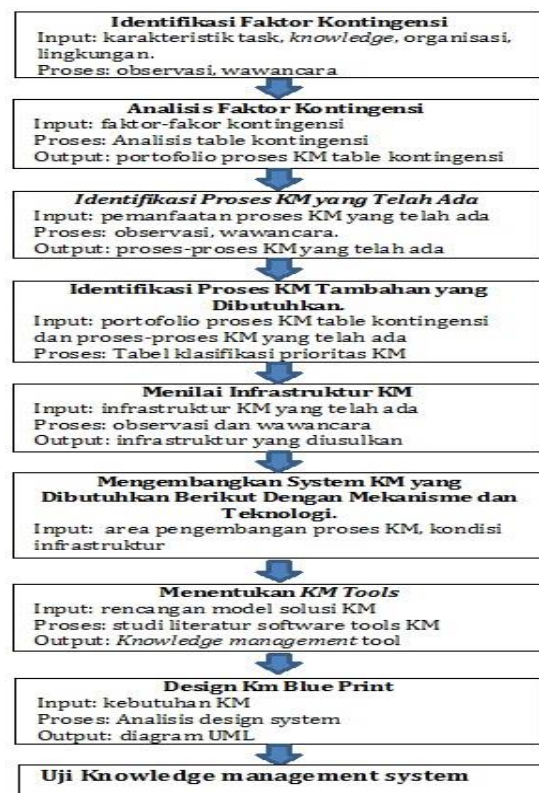 Identifikasi Faktor Kontingensi
Input: karakteristik task, knowledge, organisasi,
lingkungan.
Proses: observasi, wawancara
Analisis Faktor Kontingensi
Input: faktor-fakor kontingensi
Proses: Analisis table kontingensi
Output: portofolio proses KM table kontingensi
Identifikasi Proses KM yang Telah Ada
Input: pemanfaatan proses KM yang telah ada
Proses: observasi, wawancara.
Output: proses-proses KM yang telah ada
Identifikasi Proses KM Tambahan yang
Dibutuhkan.
Input: portofolio proses KM table kontingensi
dan proses-proses KM yang telah ada
Proses: Tabel klasifikasi prioritas KM
Menilai Infrastruktur KM
Input: infrastruktur KM yang telah ada
Proses: observasi dan wawancara
Output: infrastruktur yang diusulkan
Mengembangkan System KM yang
Dibutuhkan Berikut Dengan Mekanisme dan
Teknologi.
Input: area pengembangan proses KM, kondisi
infrastruktur
Menentukan KM Tools
Input: rencangan model solusi KM
Proses: studi literatur software tools KM
Output: Knowledge management tool
Design Km Blue Print
Input: kebutuhan KM
Proses: Analisis design system
Output: diagram UML
Uji Knowledge management system